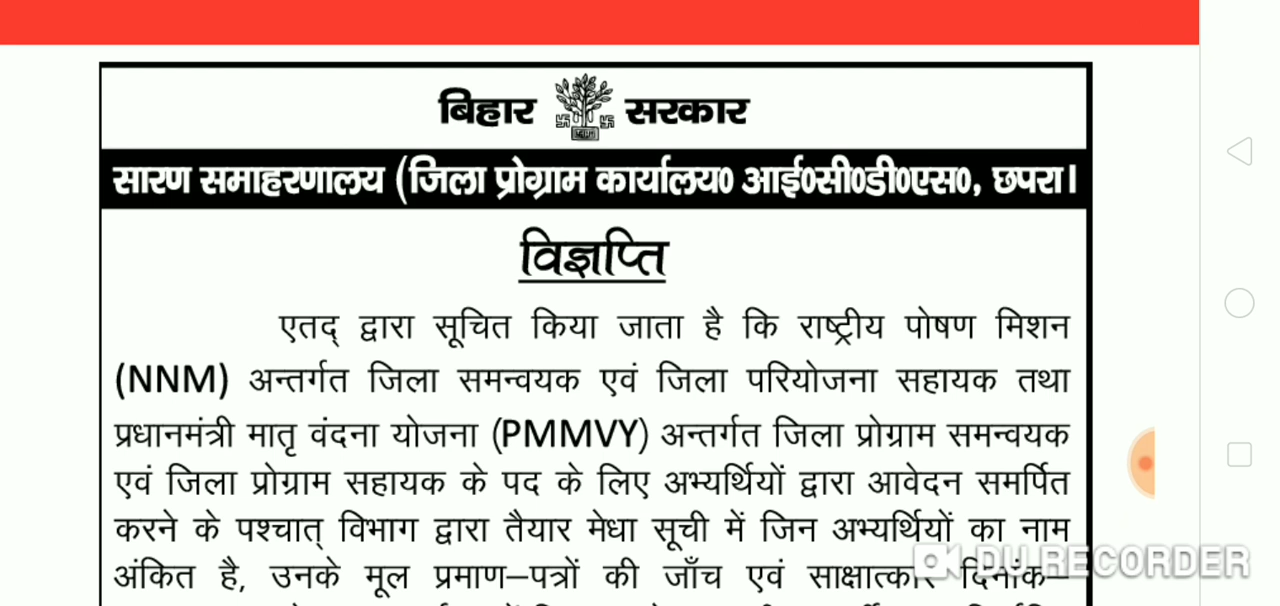 बिहार सरकार
सारण समाहरणालय (जिला प्रोग्राम कार्यालय० आई०सी०डी०एस०, छपरा।
विज्ञप्ति
एतद् द्वारा सूचित किया जाता है कि राष्ट्रीय पोषण मिशन
(NNM) अन्तर्गत जिला समन्वयक एवं जिला परियोजना सहायक तथा
प्रधानमंत्री मातृ वंदना योजना (PMMVY) अन्तर्गत जिला प्रोग्राम समन्वयक
एवं जिला प्रोग्राम सहायक के पद के लिए अभ्यर्थियों द्वारा आवेदन समर्पित
करने के पश्चात् विभाग द्वारा तैयार मेधा सूची में जिन अभ्यर्थियों का नाम
अंकित है, उनके मूल प्रमाण–पत्रों की जाँच एवं साक्षात्कार दिनांक–
DU RECORDER